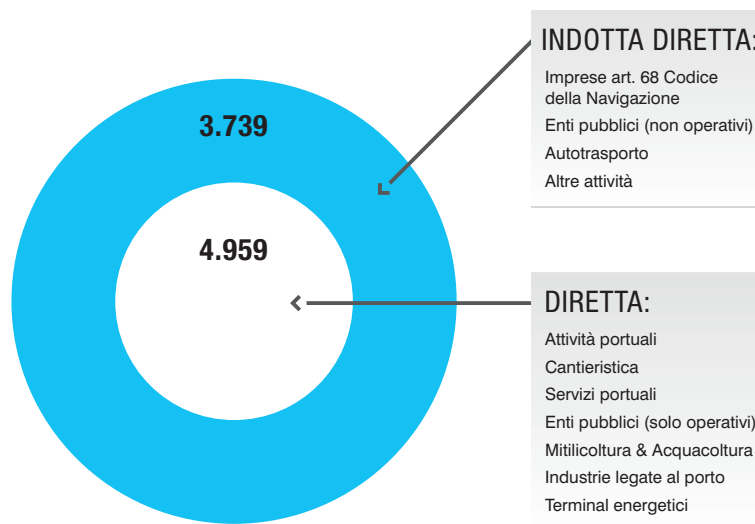 3.739
4.959
INDOTTA DIRETTA:
Imprese art. 68 Codice
della Navigazione
Enti pubblici (non operativi)
Autotrasporto
Altre attività
DIRETTA:
Attività portuali
Cantieristica
Servizi portuali
Enti pubblici (solo operativi)
Mitilicoltura & Acquacoltura
Industrie legate al porto
Terminal energetici